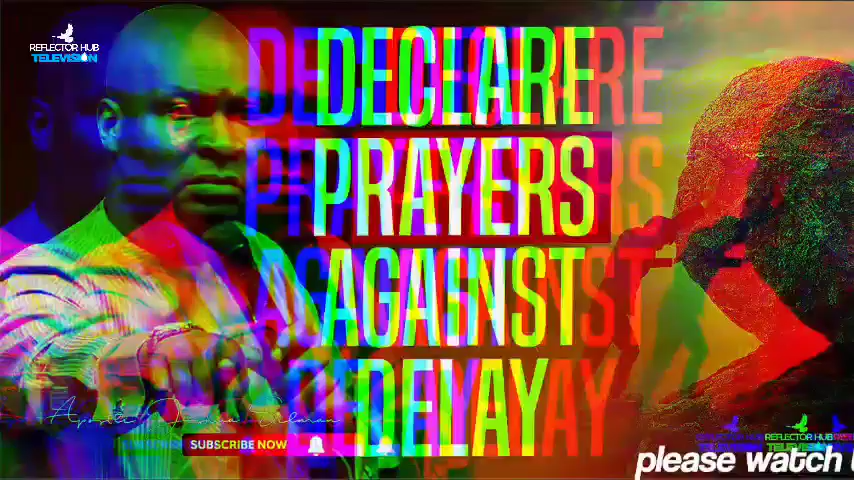 REFLECTOR HUB
TELEVISION
DECLARE
PRAYERS
AGAINST
DELAY
SUBSCRIBE NOW
REFLECTOR HUB
TELEVISION
please watch